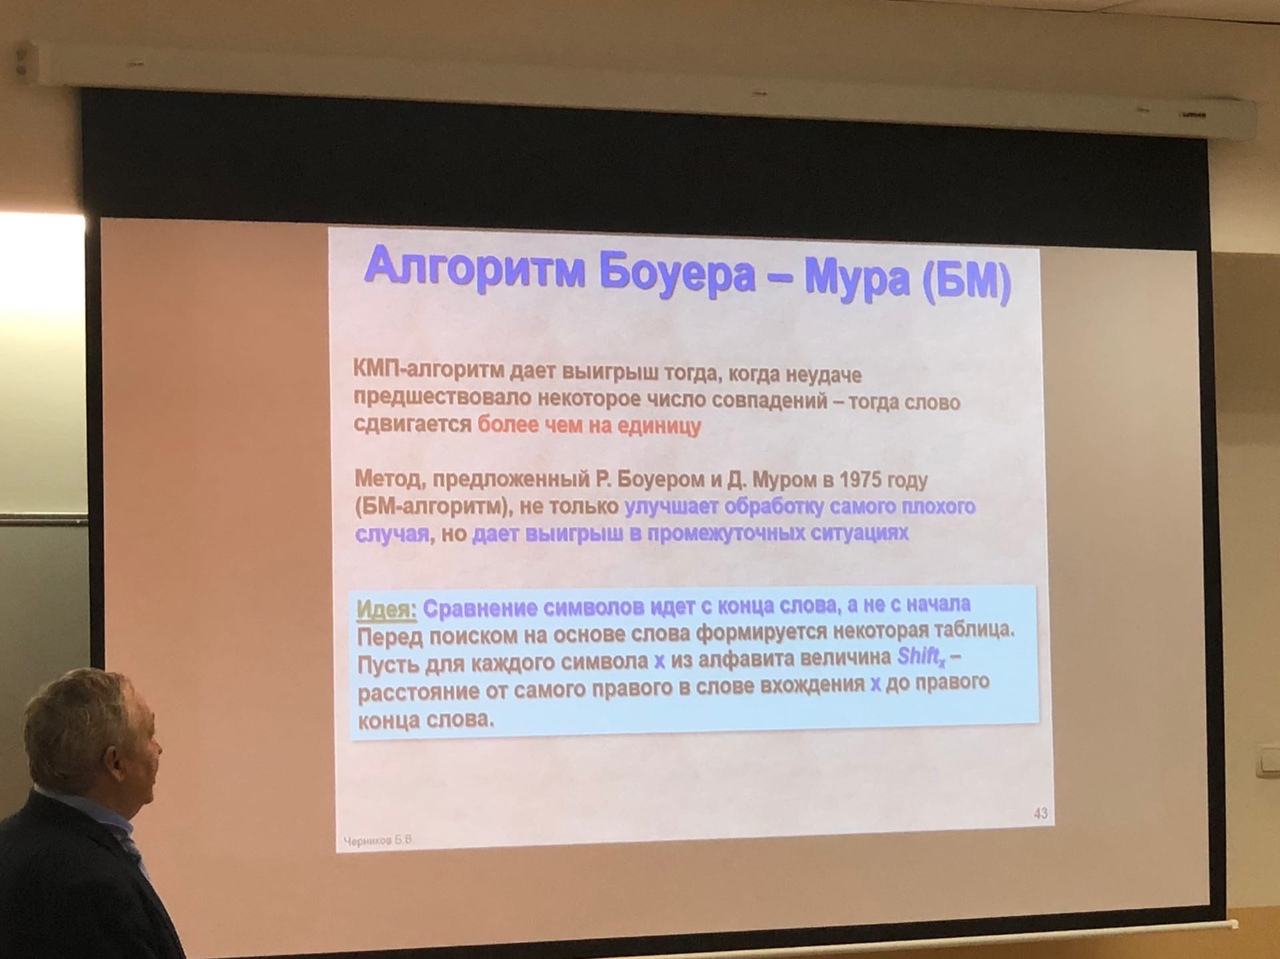 Алгоритм Боуера – Мура (БМ)
КМП-алгоритм дает выигрыш тогда, когда неудаче
предшествовало некоторое число совпадений – тогда слово
сдвигается более чем на единицу
Метод, предложенный Р. Боуером и Д. Муром в 1975 году
(БМ-алгоритм), не только улучшает обработку самого плохого
случая, но дает выигрыш в промежуточных ситуациях
Идея: Сравнение символов идет с конца слова, а не с начала
Перед поиском на основе слова формируется некоторая таблица.
Пусть для каждого символа x из алфавита величина Shiftx –
расстояние от самого правого в слове вхождения x до правого
конца слова.
43
Черников Б.В.